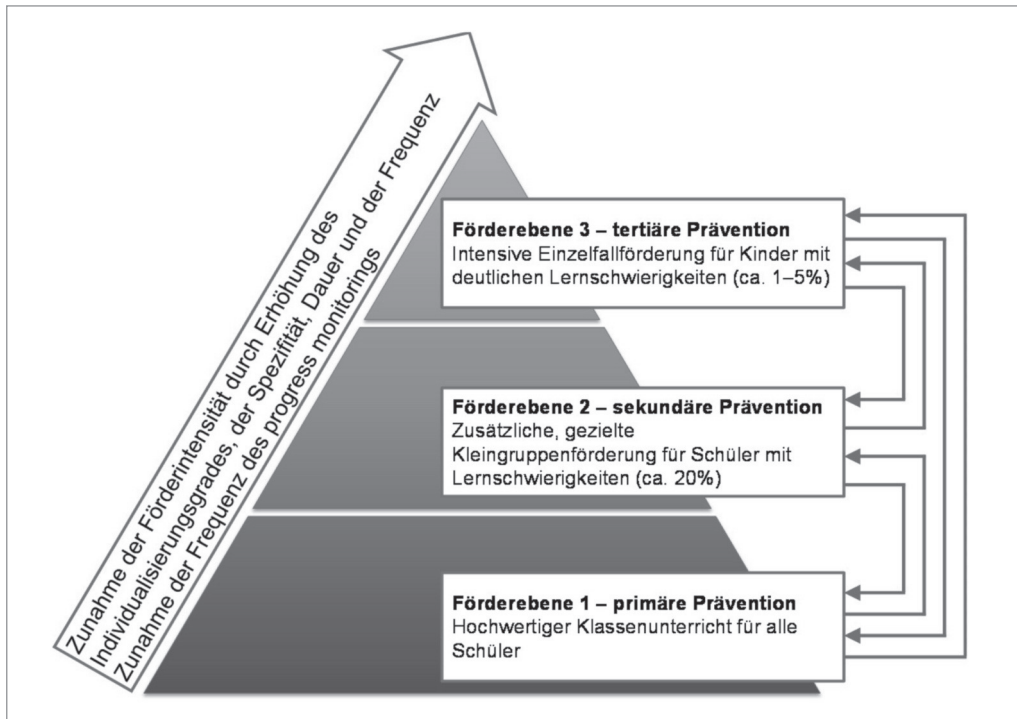 Zunahme der Förderintensität durch Erhöhung des
Individualisierungsgrades, der Spezifität, Dauer und der Frequenz
Zunahme der Frequenz des progress monitorings
Förderebene 3 – tertiäre Prävention
Intensive Einzelfallförderung für Kinder mit
deutlichen Lernschwierigkeiten (ca. 1–5%)
Förderebene 2 – sekundäre Prävention
Zusätzliche, gezielte
Kleingruppenförderung für Schüler mit
Lernschwierigkeiten (ca. 20%)
Förderebene 1 – primäre Prävention
Hochwertiger Klassenunterricht für alle
Schüler